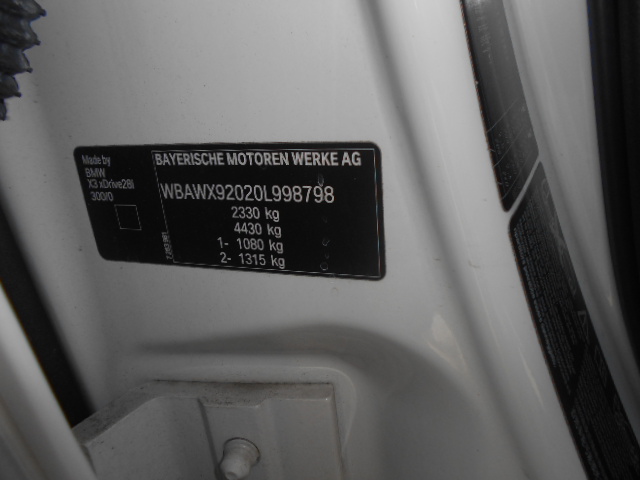 Made by
BMW
X3 xDrive28i
300/0
BAYERISCHE MOTOREN WERKE AG
WBAWX92020L998798
2330 kg
4430 kg
1- 1080 kg
2- 1315 kg